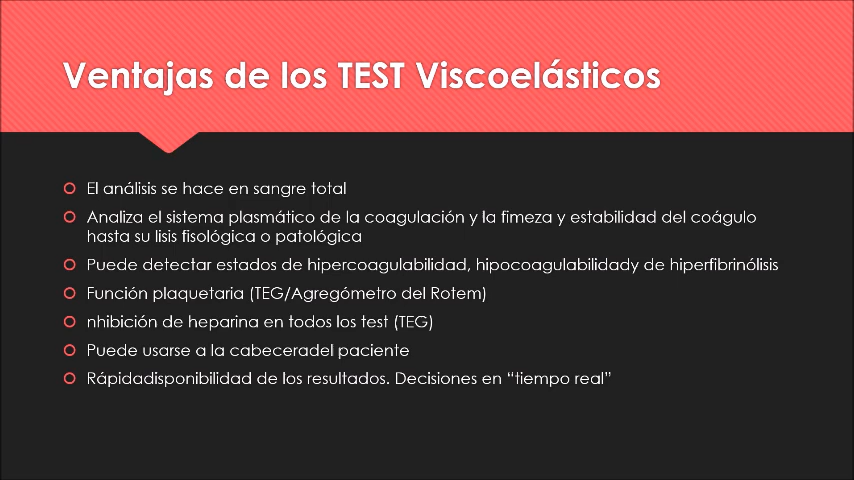 Ventajas de los TEST Viscoelásticos
El análisis se hace en sangre total
Analiza el sistema plasmático de la coagulación y la fimeza y estabilidad del coágulo
hasta su lisis fisológica o patológica
Puede detectar estados de hipercoagulabilidad, hipocoagulabilidady de hiperfibrinólisis
Función plaquetaria (TEG/Agregómetro del Rotem)
nhibición de heparina en todos los test (TEG)
Puede usarse a la cabeceradel paciente
Rápidadisponibilidad de los resultados. Decisiones en “tiempo real”